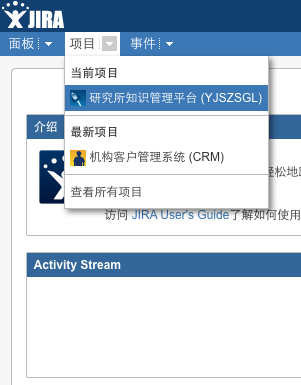 JIRA
面板
项目
事件
当前项目
研究所知识管理平台 (YJSZSGL)
最新项目
机构客户管理系统 (CRM)
查看所有项目
介绍
轻松地
访问 JIRA User's Guide了解如何使用
Activity Stream